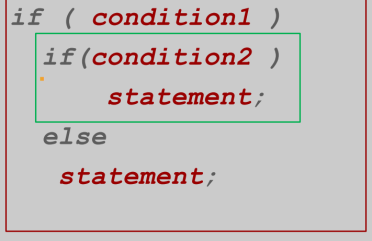 if ( condition1 )
if(condition2 )
statement;
else
statement;